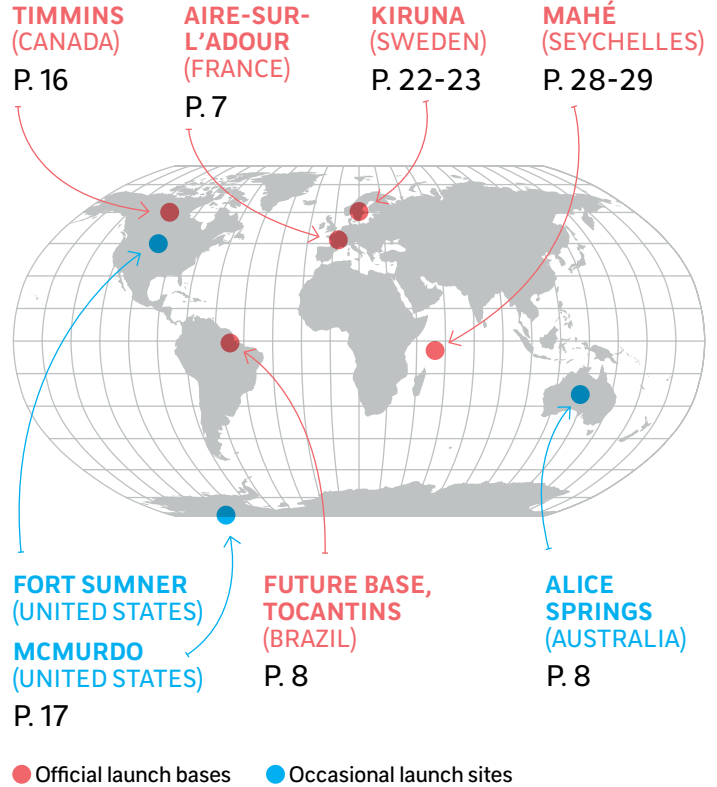 TIMMINS
(CANADA)
P. 16
AIRE-SUR-
L’ADOUR
(FRANCE)
P. 7
KIRUNA
(SWEDEN)
P. 22-23
MAHÉ
(SEYCHELLES)
P. 28-29
FORT SUMNER
(UNITED STATES)
MCMURDO
(UNITED STATES)
P. 17
FUTURE BASE,
TOCANTINS
(BRAZIL)
P. 8
ALICE
SPRINGS
(AUSTRALIA)
P. 8
Official launch bases
Occasional launch sites